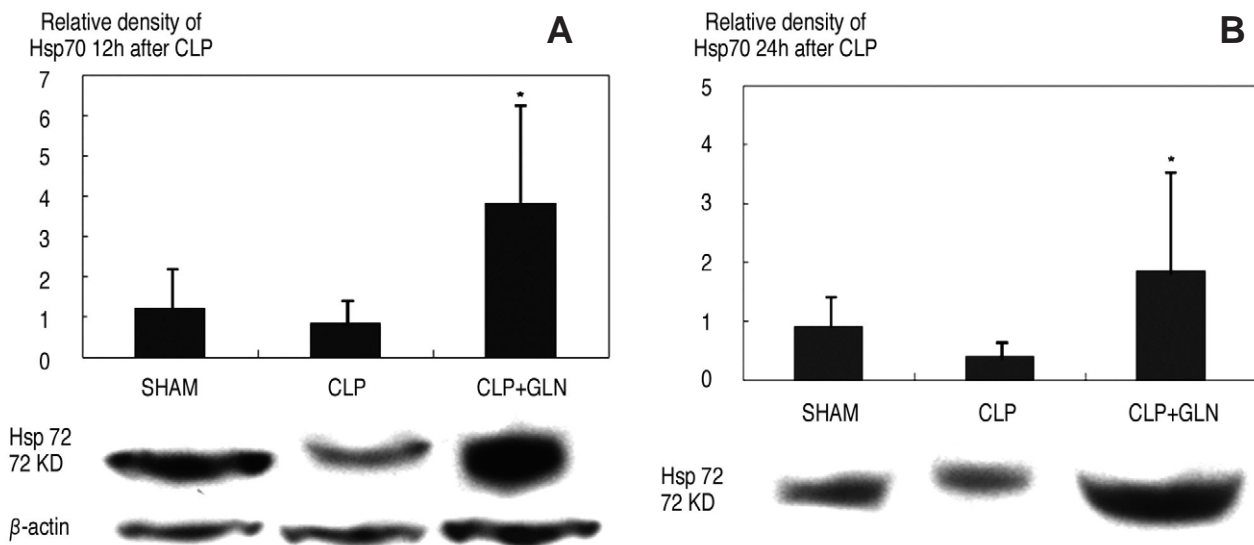 Relative density of
Hsp70 12h after CLP
A
7
6
5
4
3
2
1
0
*
SHAM CLP CLP+GLN
Hsp 72
72 KD
β-actin
Relative density of
Hsp70 24h after CLP
B
5
4
3
2
1
0
*
SHAM CLP CLP+GLN
Hsp 72
72 KD